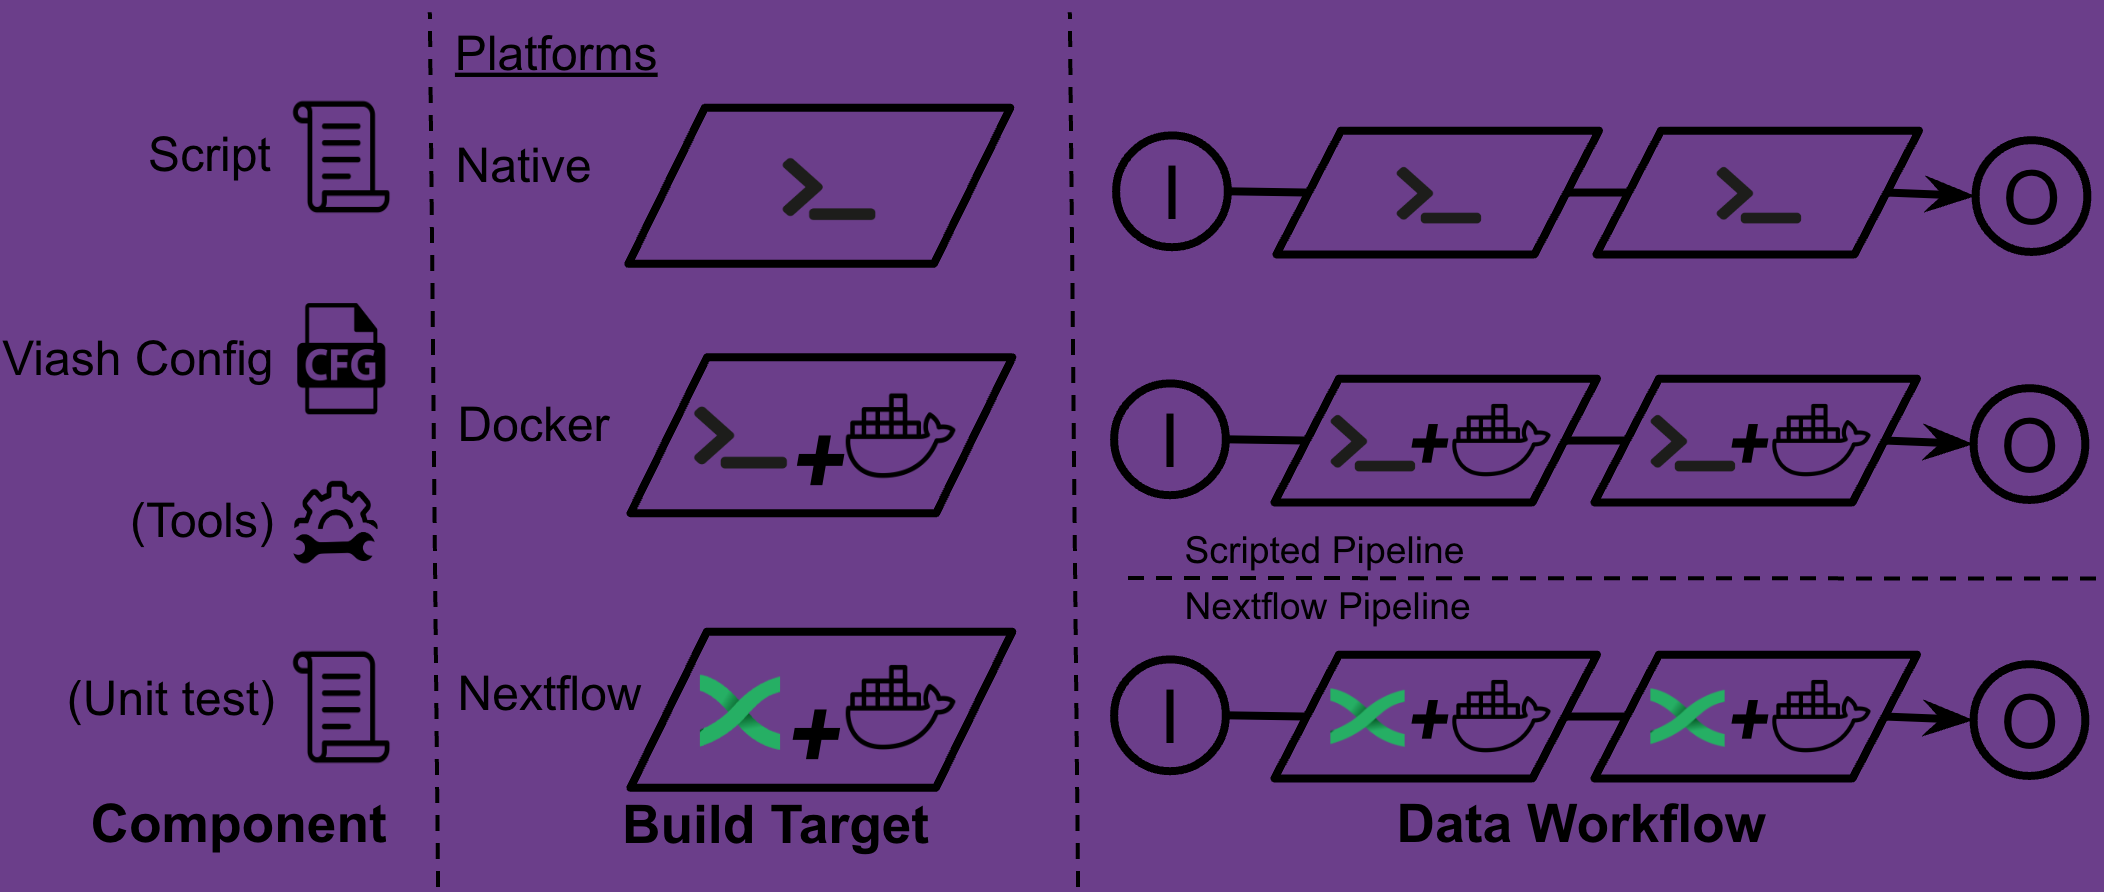 Script
Viash Config
CFG
(Tools)
(Unit test)
Component
Platforms
Native
Docker
Nextflow
Build Target
I
O
I
O
Scripted Pipeline
Nextflow Pipeline
I
O
Data Workflow